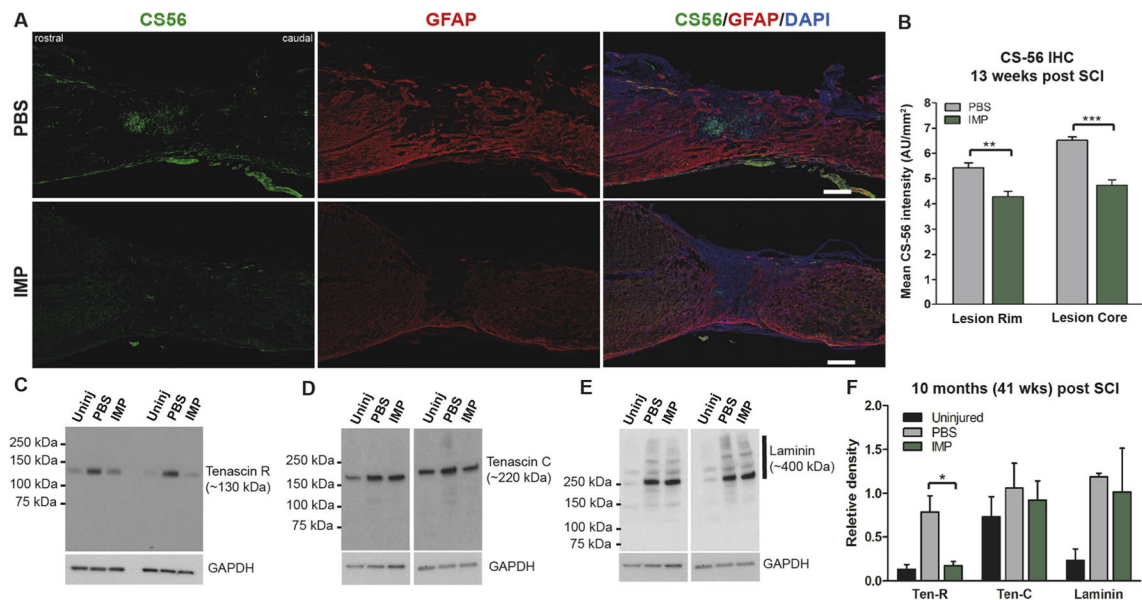 A
CS56
GFAP
CS56/GFAP/DAPI
rostral
caudal
PBS
IMP
B
CS-56 IHC
13 weeks post SCI
PBS
IMP
**
***
Mean CS-56 intensity (AU/mm²)
8
7
6
5
4
3
2
1
0
Lesion Rim
Lesion Core
C
Uninj
PBS
IMP
Uninj
PBS
IMP
250 kDa
150 kDa
100 kDa
75 kDa
Tenascin R
(~130 kDa)
GAPDH
D
Uninj
PBS
IMP
Uninj
PBS
IMP
250 kDa
150 kDa
100 kDa
75 kDa
Tenascin C
(~220 kDa)
GAPDH
E
Uninj
PBS
IMP
Uninj
PBS
IMP
250 kDa
150 kDa
100 kDa
75 kDa
Laminin
(~400 kDa)
GAPDH
F
10 months (41 wks) post SCI
Uninjured
PBS
IMP
*
Reletive density
2.0
1.5
1.0
0.5
0.0
Ten-R
Ten-C
Laminin